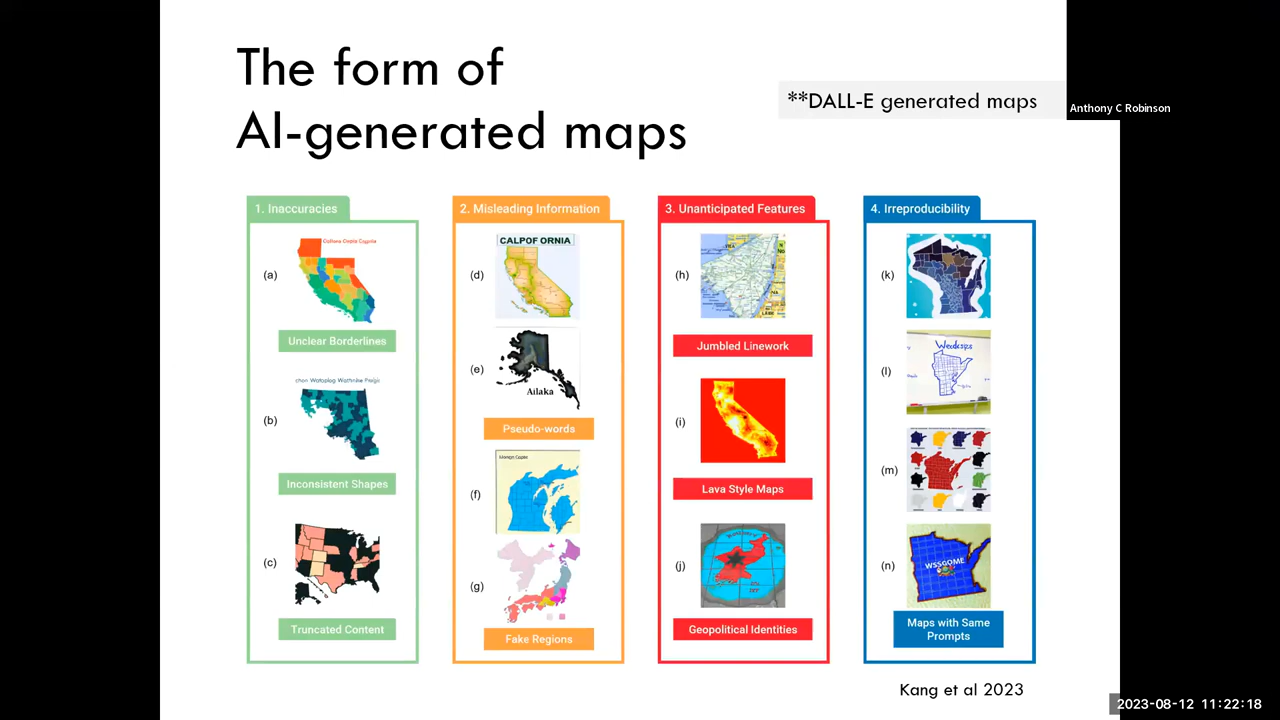 The form of
AI-generated maps
**DALL-E generated maps
Anthony C Robinson
1. Inaccuracies
(a)
Unclear Borderlines
(b)
Inconsistent Shapes
(c)
Truncated Content
2. Misleading Information
(d)
CALPOF ORNIA
(e)
Ailaka
Pseudo-words
(f)
(g)
Fake Regions
3. Unanticipated Features
(h)
Jumbled Linework
(i)
Lava Style Maps
(j)
Geopolitical Identities
4. Irreproducibility
(k)
(l)
(m)
(n)
WSSGOME
Maps with Same
Prompts
Kang et al 2023
2023-08-12 11:22:18